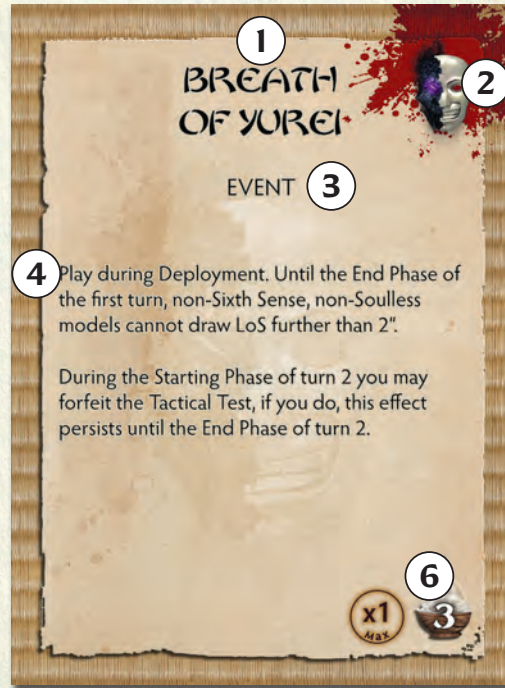 1
BREATH
OF YUREI
2
EVENT 3
4 Play during Deployment. Until the End Phase of
the first turn, non-Sixth Sense, non-Soulless
models cannot draw LoS further than 2".
During the Starting Phase of turn 2 you may
forfeit the Tactical Test, if you do, this effect
persists until the End Phase of turn 2.
6
x1
Max
3